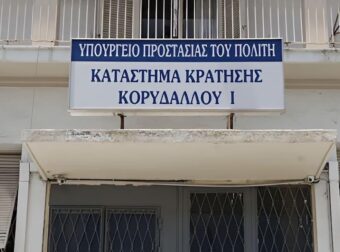 ΥΠΟΥΡΓΕΙΟ ΠΡΟΣΤΑΣΙΑΣ ΤΟΥ ΠΟΛΙΤΗ
ΚΑΤΑΣΤΗΜΑ ΚΡΑΤΗΣΗΣ
ΚΟΡΥΔΑΛΛΟΥ Ι